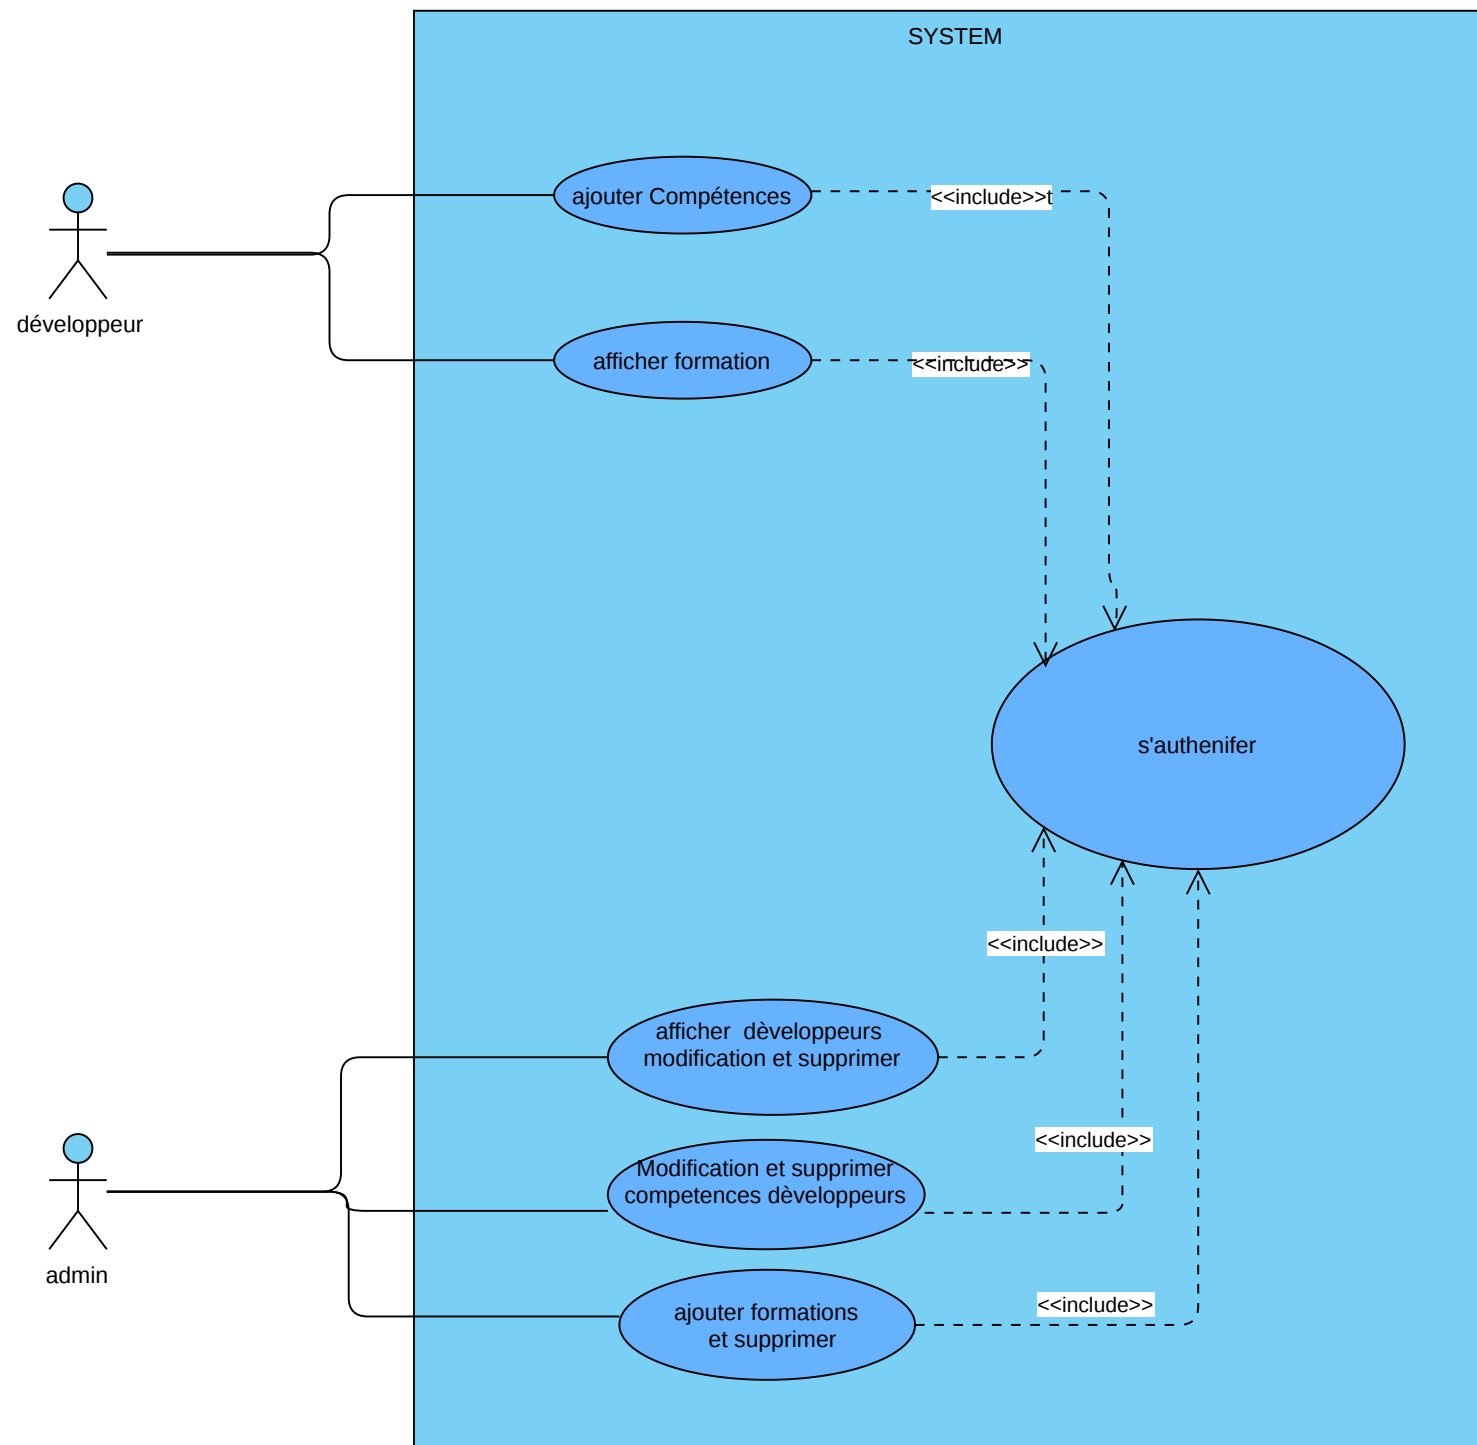 SYSTEM
ajouter Compétences
<<include>>t
développeur
afficher formation
<<include>>
s'authenifer
<<include>>
afficher  dèveloppeurs
modification et supprimer
<<include>>
Modification et supprimer
competences dèveloppeurs
admin
<<include>>
ajouter formations
et supprimer